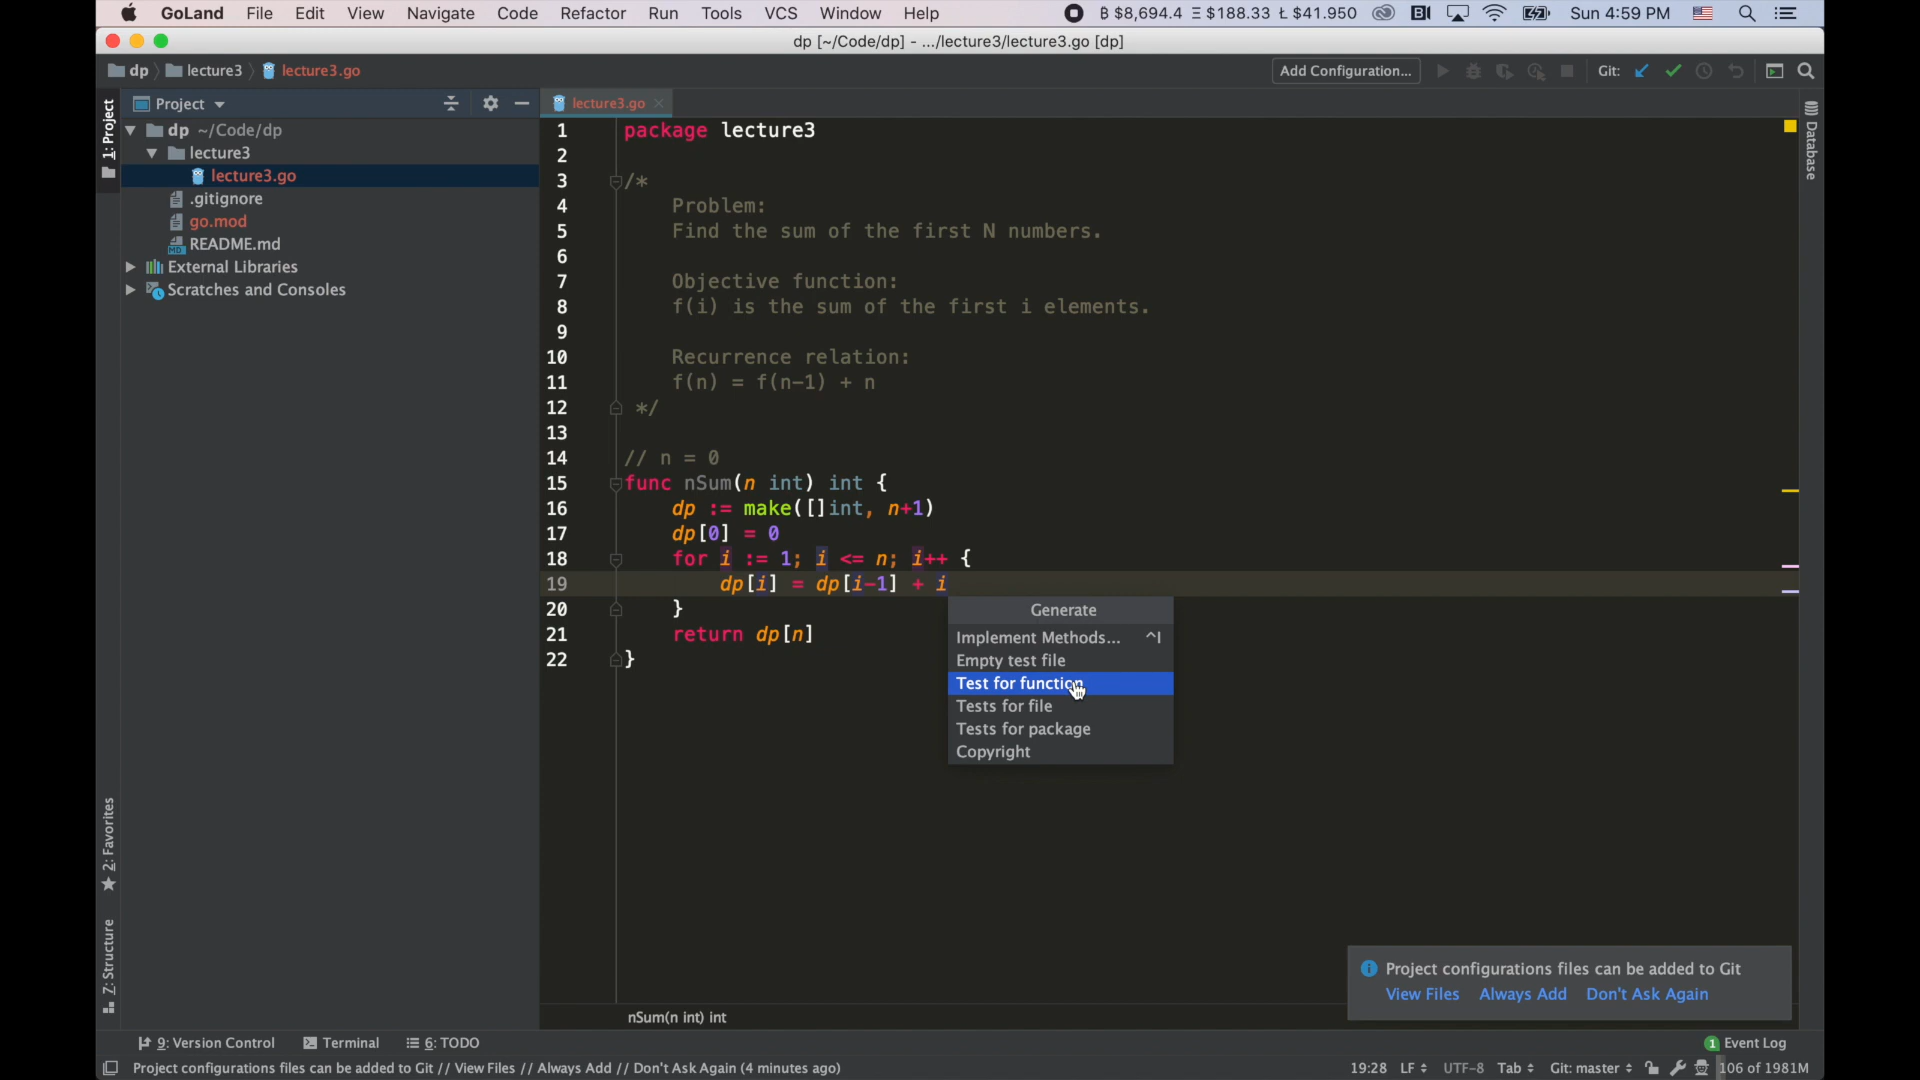 GoLand File Edit View Navigate Code Refactor Run Tools VCS Window Help Ƀ $8,694.4 Ξ $188.33 Ł $41.950 Sun 4:59 PM
dp [~/Code/dp] - .../lecture3/lecture3.go [dp]
dp lecture3 lecture3.go Add Configuration... Git:
1: Project
Project
lecture3.go
Database
dp ~/Code/dp
lecture3
lecture3.go
.gitignore
go.mod
README.md
External Libraries
Scratches and Consoles
1 package lecture3
2
3 /*
4 Problem:
5 Find the sum of the first N numbers.
6
7 Objective function:
8 f(i) is the sum of the first i elements.
9
10 Recurrence relation:
11 f(n) = f(n-1) + n
12 */
13
14 // n = 0
15 func nSum(n int) int {
16 dp := make([]int, n+1)
17 dp[0] = 0
18 for i := 1; i <= n; i++ {
19 dp[i] = dp[i-1] + i
20 }
21 return dp[n]
22 }
Generate
Implement Methods... ^I
Empty test file
Test for function
Tests for file
Tests for package
Copyright
2: Favorites
Z: Structure
Project configurations files can be added to Git
View Files Always Add Don't Ask Again
nSum(n int) int
9: Version Control Terminal 6: TODO 1 Event Log
Project configurations files can be added to Git // View Files // Always Add // Don't Ask Again (4 minutes ago) 19:28 LF UTF-8 Tab Git: master 106 of 1981M